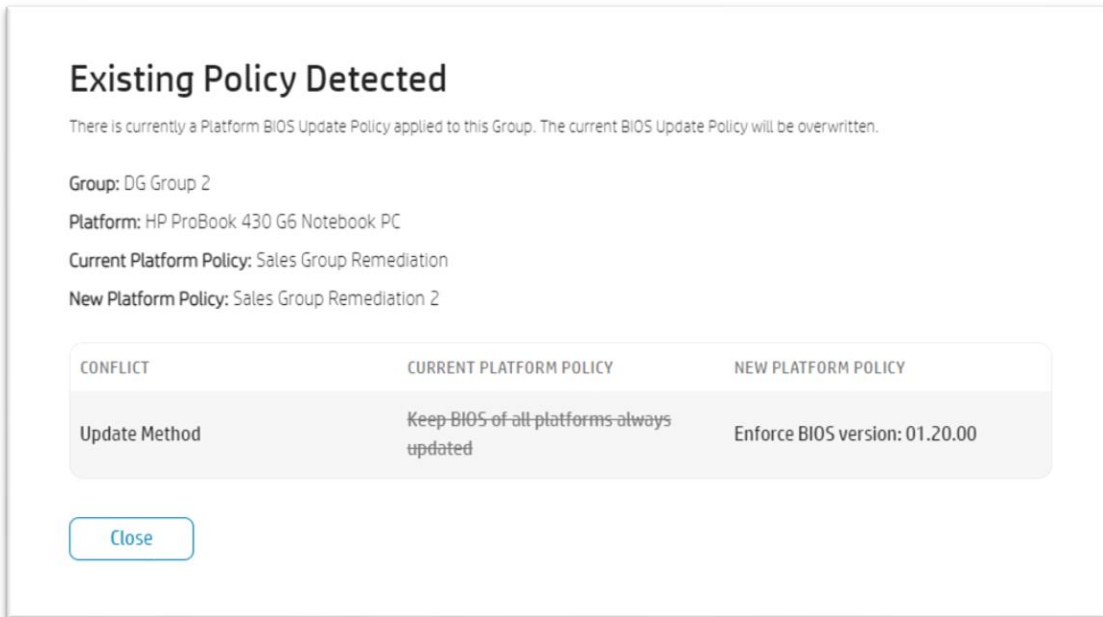 Existing Policy Detected
There is currently a Platform BIOS Update Policy applied to this Group. The current BIOS Update Policy will be overwritten.
Group: DG Group 2
Platform: HP ProBook 430 G6 Notebook PC
Current Platform Policy: Sales Group Remediation
New Platform Policy: Sales Group Remediation 2
CONFLICT CURRENT PLATFORM POLICY NEW PLATFORM POLICY
Update Method Keep BIOS of all platforms always updated Enforce BIOS version: 01.20.00
Close